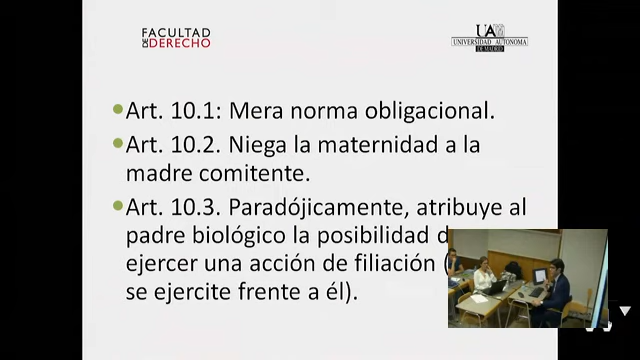 FACULTAD
DE DERECHO
UAM
UNIVERSIDAD AUTONOMA
DE MADRID
Art. 10.1: Mera norma obligacional.
Art. 10.2. Niega la maternidad a la
madre comitente.
Art. 10.3. Paradójicamente, atribuye al
padre biológico la posibilidad d
ejercer una acción de filiación (
se ejercite frente a él).